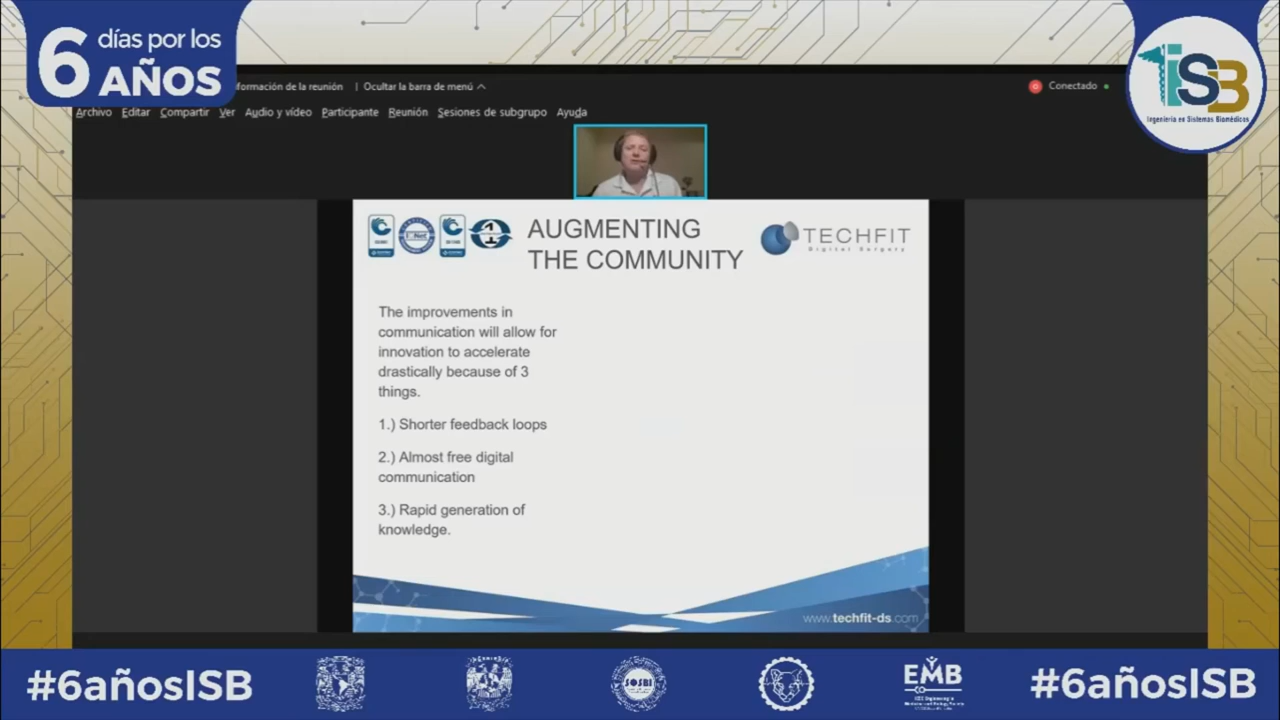 6 días por los
AÑOS
formación de la reunión | Ocultar la barra de menú
Conectado
Archivo Editar Compartir Ver Audio y vídeo Participante Reunión Sesiones de subgrupo Ayuda
iSB
Ingeniería en Sistemas Biomédicos
AUGMENTING
THE COMMUNITY
TECHFIT
Digital Surgery
The improvements in
communication will allow for
innovation to accelerate
drastically because of 3
things.
1.) Shorter feedback loops
2.) Almost free digital
communication
3.) Rapid generation of
knowledge.
www.techfit-ds.com
#6añosISB
SOSBI
EMB
#6añosISB